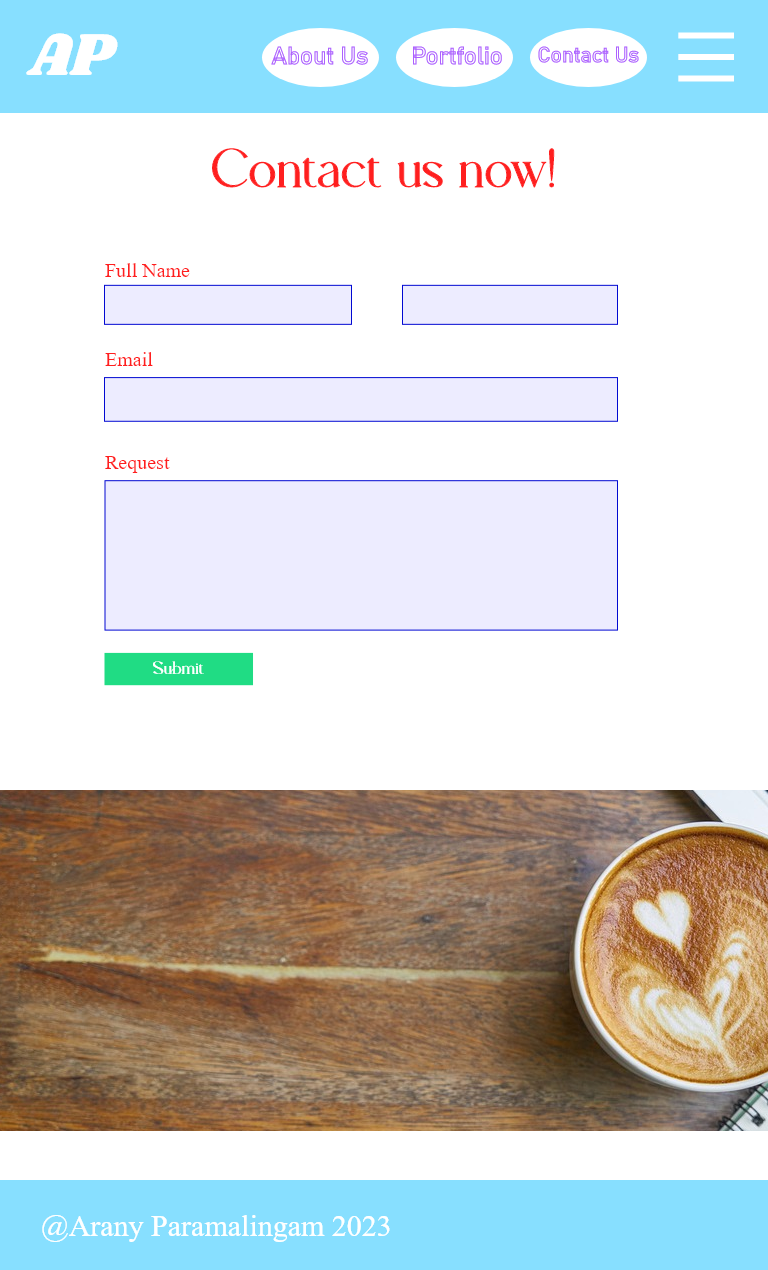 AP
About Us
Portfolio
Contact Us
Contact us now!
Full Name
Email
Request
Submit
@Arany Paramalingam 2023